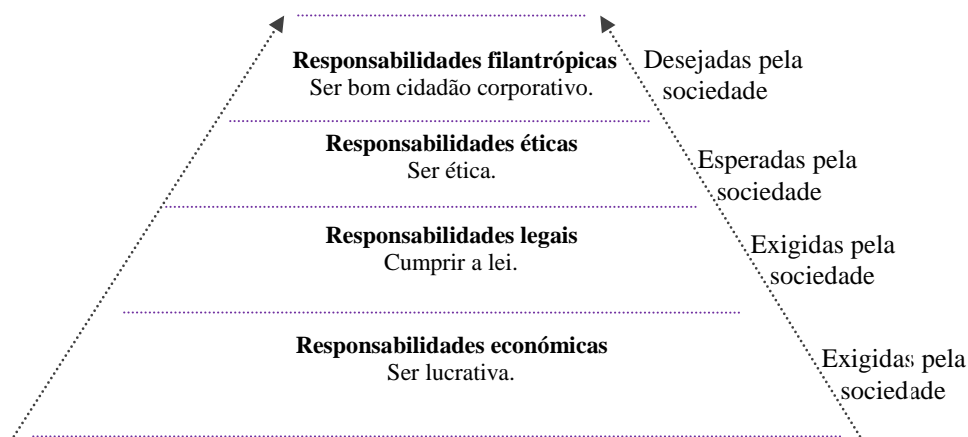 Responsabilidades filantrópicas
Ser bom cidadão corporativo.
Desejadas pela
sociedade
Responsabilidades éticas
Ser ética.
Esperadas pela
sociedade
Responsabilidades legais
Cumprir a lei.
Exigidas pela
sociedade
Responsabilidades económicas
Ser lucrativa.
Exigidas pela
sociedade